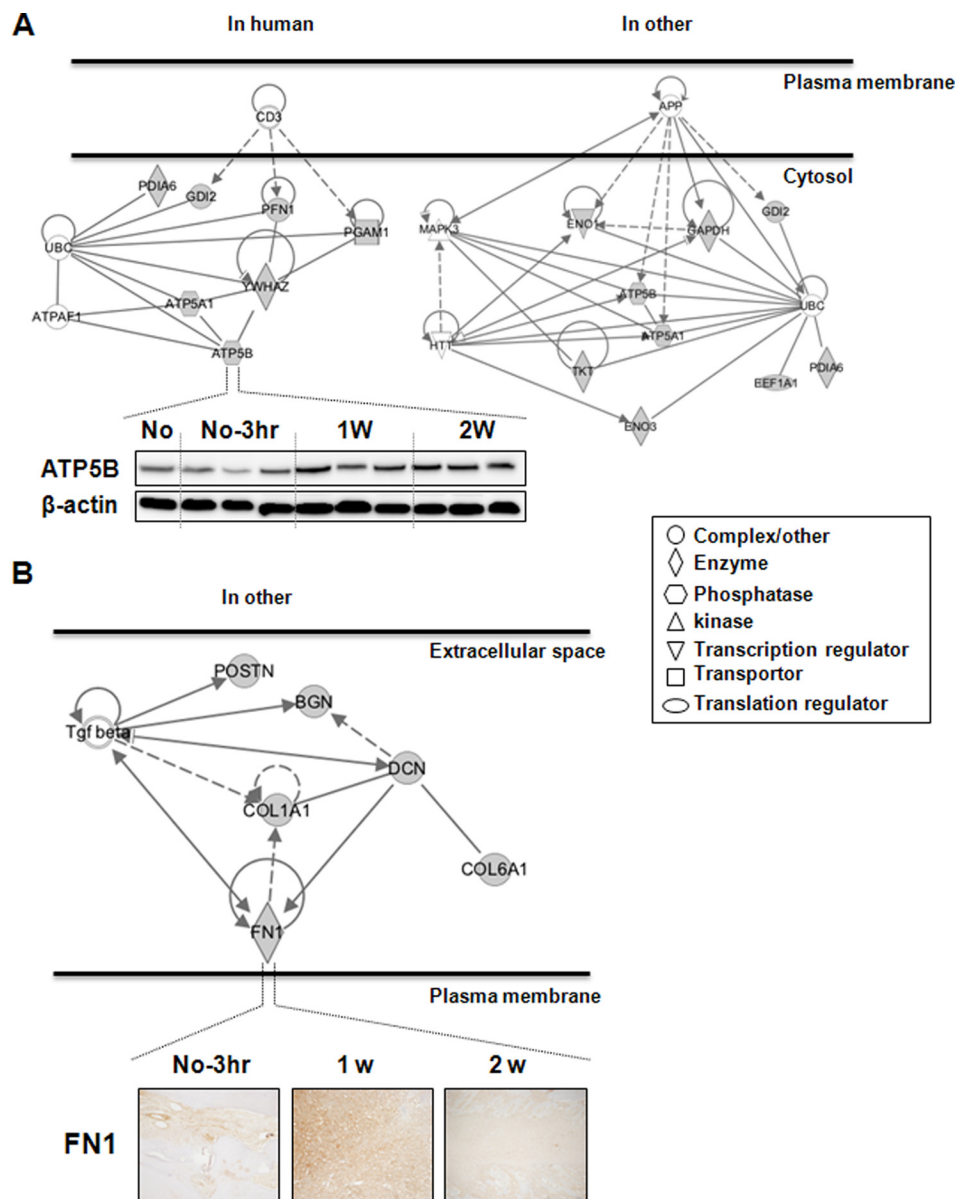 A
In human
In other
Plasma membrane
CD3
APP
Cytosol
PDIA6
GDI2
PFN1
PGAM1
UBC
YWHAZ
ATP5A1
ATPAF1
ATP5B
MAPK3
ENO1
GAPDH
GDI2
ATP5B
UBC
HTT
ATP5A1
TKT
EEF1A1
PDIA6
ENO3
No No-3hr 1W 2W
ATP5B
β-actin
Complex/other
Enzyme
Phosphatase
kinase
Transcription regulator
Transportor
Translation regulator
B
In other
Extracellular space
POSTN
BGN
Tgf beta
DCN
COL1A1
COL6A1
FN1
Plasma membrane
No-3hr 1 w 2 w
FN1